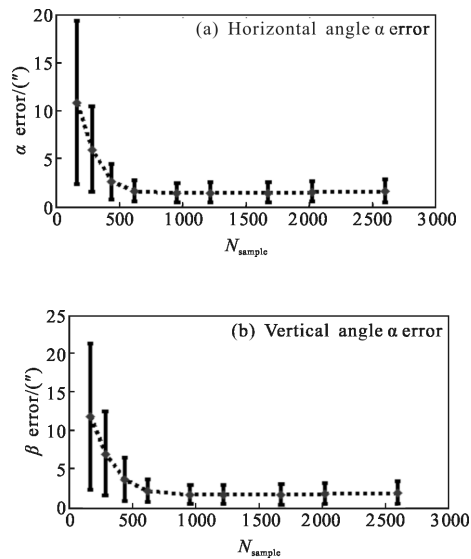 (a) Horizontal angle α error
α error/(″)
20
15
10
5
0
0 500 1000 1500 2000 2500 3000
N_sample
(b) Vertical angle α error
β error/(″)
25
20
15
10
5
0
0 500 1000 1500 2000 2500 3000
N_sample